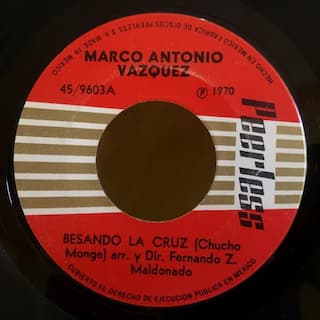 HECHO EN MEXICO FABRICA DE DISCOS PEERLESS S.A. MADE IN MEXICO
MARCO ANTONIO
VAZQUEZ
45/9603A
℗ 1970
Peerless
BESANDO LA CRUZ (Chucho
Monge) arr. y Dir. Fernando Z.
Maldonado
CUBIERTO EL DERECHO DE EJECUCION PUBLICA EN MEXICO